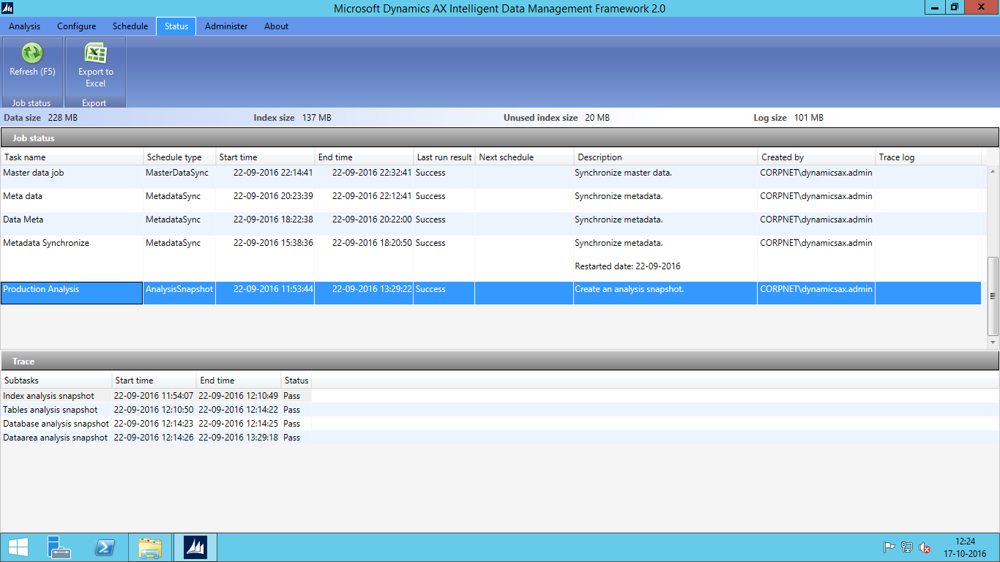 Microsoft Dynamics AX Intelligent Data Management Framework 2.0
Analysis Configure Schedule Status Administer About
Refresh (F5)
Export to
Excel
Job status Export
Data size 228 MB Index size 137 MB Unused index size 20 MB Log size 101 MB
Job status
Task name Schedule type Start time End time Last run result Next schedule Description Created by Trace log
Master data job MasterDataSync 22-09-2016 22:14:41 22-09-2016 22:32:41 Success Synchronize master data. CORPNET\dynamicsax.admin
Meta data MetadataSync 22-09-2016 20:23:39 22-09-2016 22:12:41 Success Synchronize metadata. CORPNET\dynamicsax.admin
Data Meta MetadataSync 22-09-2016 18:22:38 22-09-2016 20:22:00 Success Synchronize metadata. CORPNET\dynamicsax.admin
Metadata Synchronize MetadataSync 22-09-2016 15:38:36 22-09-2016 18:20:50 Success Synchronize metadata. CORPNET\dynamicsax.admin
Restarted date: 22-09-2016
Production Analysis AnalysisSnapshot 22-09-2016 11:53:44 22-09-2016 13:29:22 Success Create an analysis snapshot. CORPNET\dynamicsax.admin
Trace
Subtasks Start time End time Status
Index analysis snapshot 22-09-2016 11:54:07 22-09-2016 12:10:49 Pass
Tables analysis snapshot 22-09-2016 12:10:50 22-09-2016 12:14:22 Pass
Database analysis snapshot 22-09-2016 12:14:23 22-09-2016 12:14:25 Pass
Dataarea analysis snapshot 22-09-2016 12:14:26 22-09-2016 13:29:18 Pass
12:24
17-10-2016